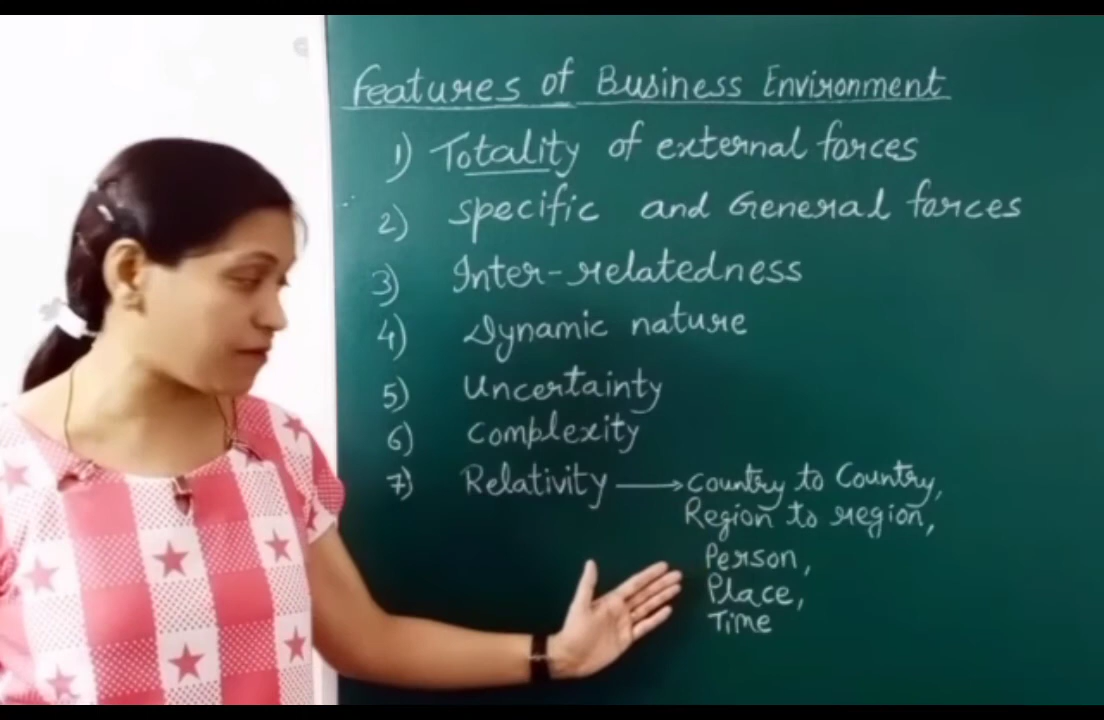 Features of Business Environment
1) Totality of external forces
2) Specific and General forces
3) Inter-relatedness
4) Dynamic nature
5) Uncertainty
6) Complexity
7) Relativity → Country to Country,
Region to region,
Person,
Place,
Time